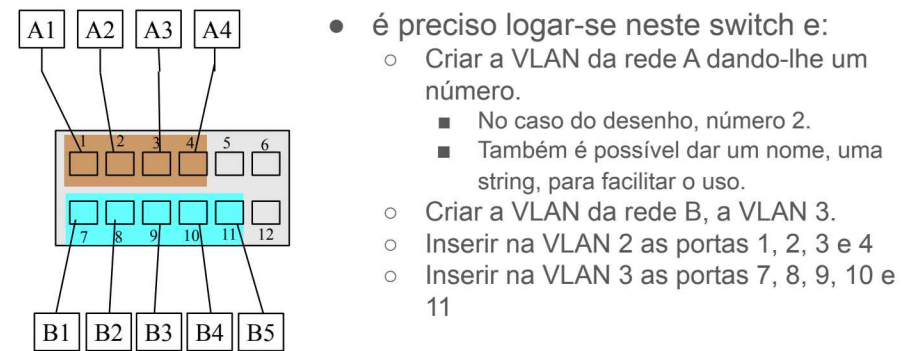 A1 A2 A3 A4
1 2 3 4 5 6
7 8 9 10 11 12
B1 B2 B3 B4 B5
● é preciso logar-se neste switch e:
○ Criar a VLAN da rede A dando-lhe um
número.
■ No caso do desenho, número 2.
■ Também é possível dar um nome, uma
string, para facilitar o uso.
○ Criar a VLAN da rede B, a VLAN 3.
○ Inserir na VLAN 2 as portas 1, 2, 3 e 4
○ Inserir na VLAN 3 as portas 7, 8, 9, 10 e
11